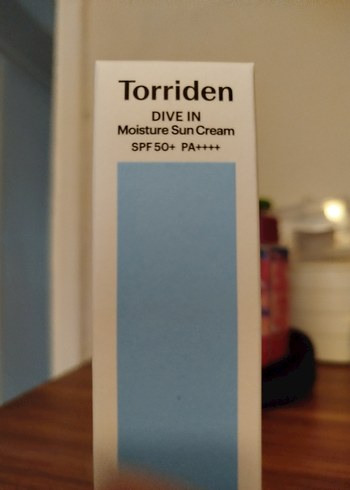 Torriden
DIVE IN
Moisture Sun Cream
SPF 50+ PA++++